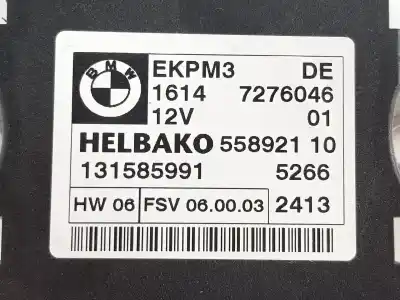 BMW
EKPM3 DE
1614 7276046
12V 01
HELBAKO 558921 10
131585991 5266
HW 06 FSV 06.00.03 2413